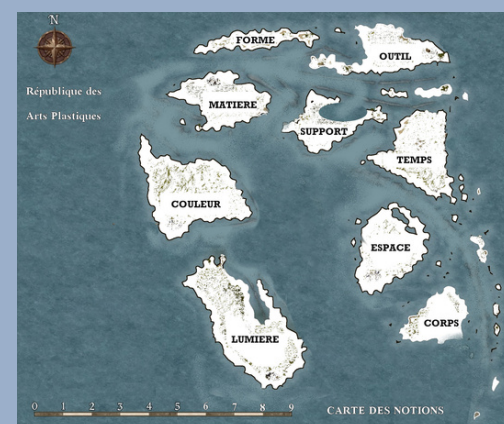 N
FORME
OUTIL
République des
Arts Plastiques
MATIERE
SUPPORT
TEMPS
COULEUR
ESPACE
CORPS
LUMIERE
0 1 2 3 4 5 6 7 8 9
CARTE DES NOTIONS